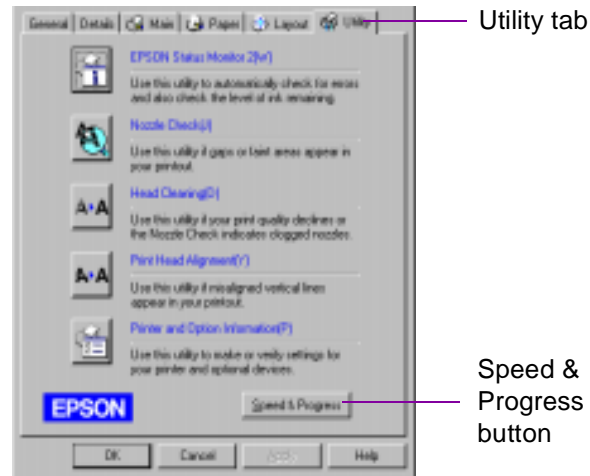 General Details Main Paper Layout Utility
Utility tab
EPSON Status Monitor 2(W)
Use this utility to automatically check for errors
and also check the level of ink remaining.
Nozzle Check(J)
Use this utility if gaps or faint areas appear in
your printout.
Head Cleaning(D)
Use this utility if your print quality declines or
the Nozzle Check indicates clogged nozzles.
Print Head Alignment(Y)
Use this utility if misaligned vertical lines
appear in your printout.
Printer and Option Information(P)
Use this utility to make or verify settings for
your printer and optional devices.
EPSON
Speed & Progress
Speed &
Progress
button
OK Cancel Apply Help